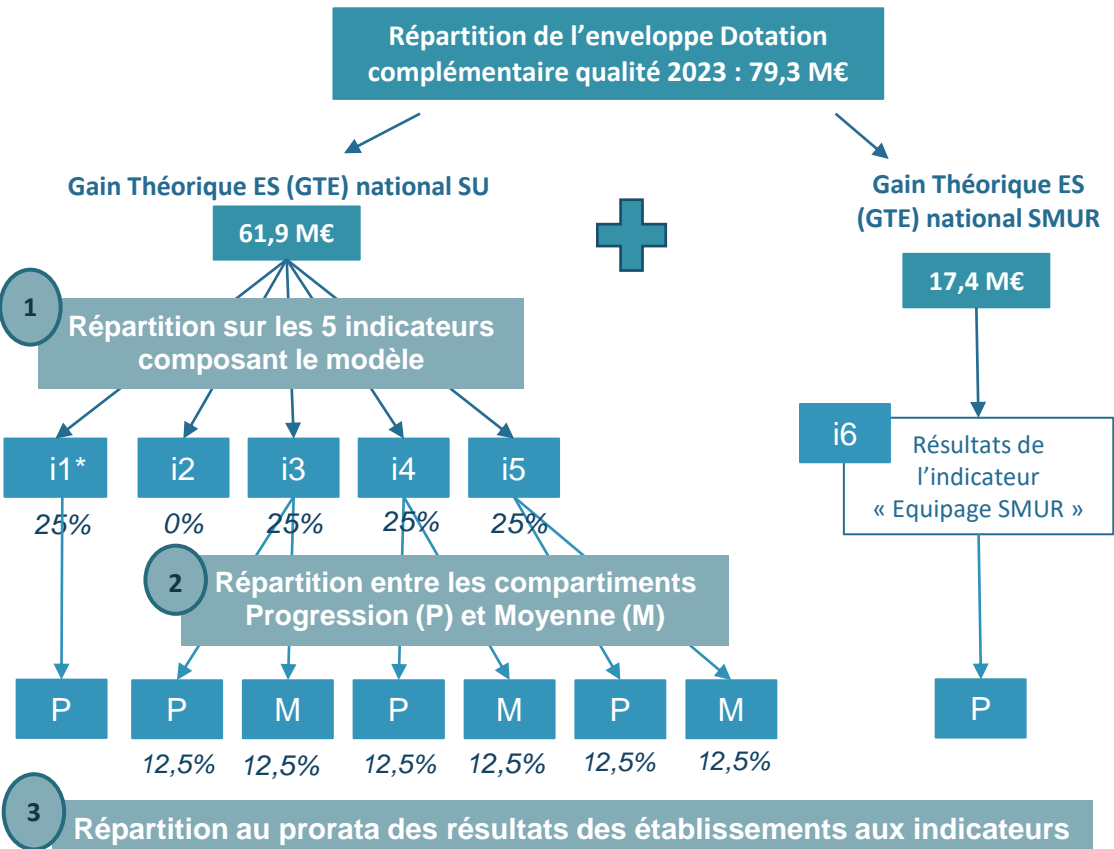 Répartition de l’enveloppe Dotation
complémentaire qualité 2023 : 79,3 M€
Gain Théorique ES (GTE) national SU
61,9 M€
Gain Théorique ES
(GTE) national SMUR
17,4 M€
1
Répartition sur les 5 indicateurs
composant le modèle
i1* i2 i3 i4 i5
25% 0% 25% 25% 25%
i6
Résultats de
l’indicateur
« Equipage SMUR »
2
Répartition entre les compartiments
Progression (P) et Moyenne (M)
P P M P M P M P
12,5% 12,5% 12,5% 12,5% 12,5% 12,5%
3
Répartition au prorata des résultats des établissements aux indicateurs